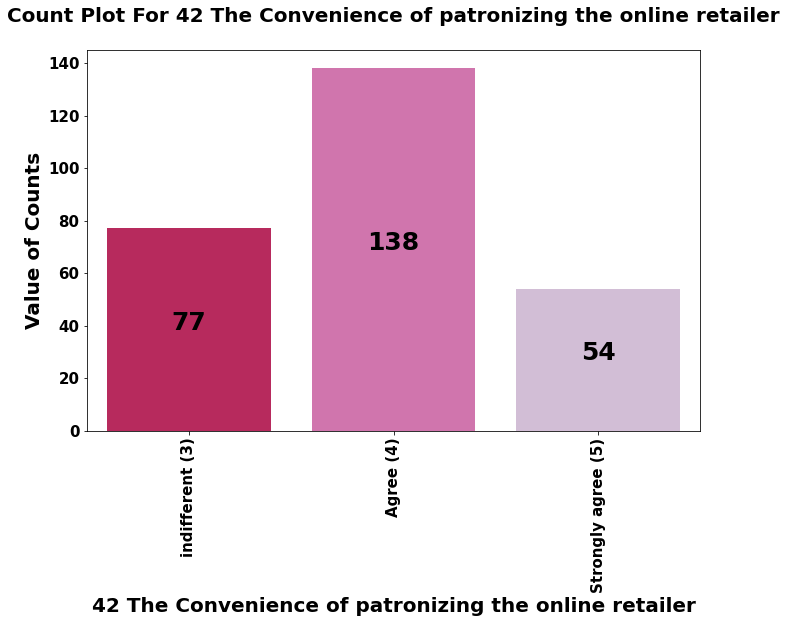 Count Plot For 42 The Convenience of patronizing the online retailer
Value of Counts
140
120
100
80
60
40
20
0
77
138
54
indifferent (3)
Agree (4)
Strongly agree (5)
42 The Convenience of patronizing the online retailer